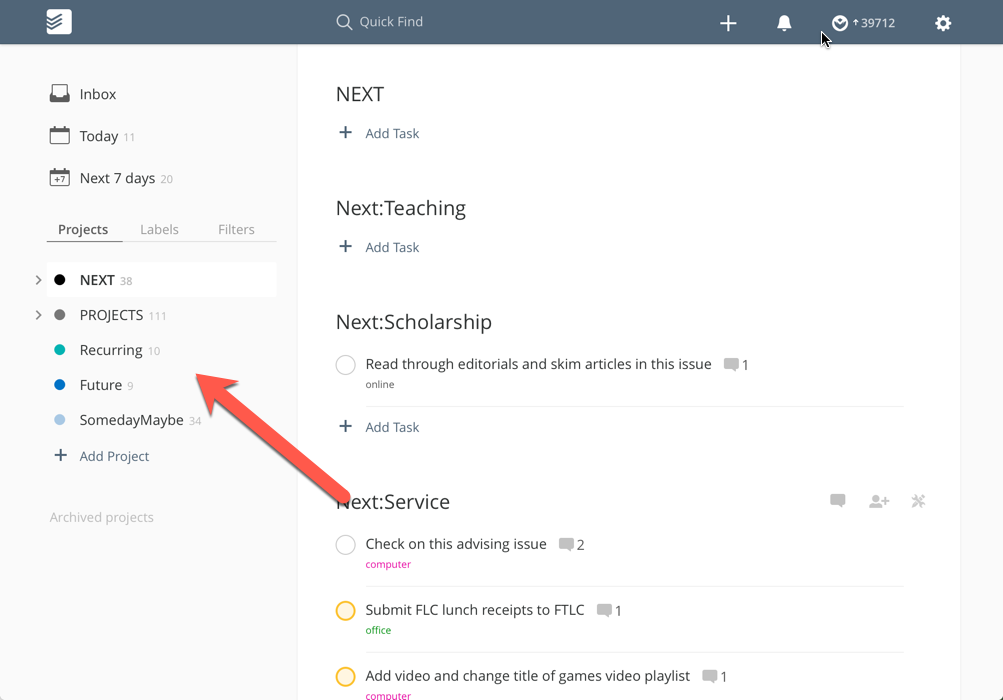 Quick Find
39712
Inbox
Today 11
+7 Next 7 days 20
Projects Labels Filters
NEXT 38
PROJECTS 111
Recurring 10
Future 9
SomedayMaybe 34
+ Add Project
Archived projects
NEXT
+ Add Task
Next:Teaching
+ Add Task
Next:Scholarship
Read through editorials and skim articles in this issue 1
online
+ Add Task
Next:Service
Check on this advising issue 2
computer
Submit FLC lunch receipts to FTLC 1
office
Add video and change title of games video playlist 1
computer